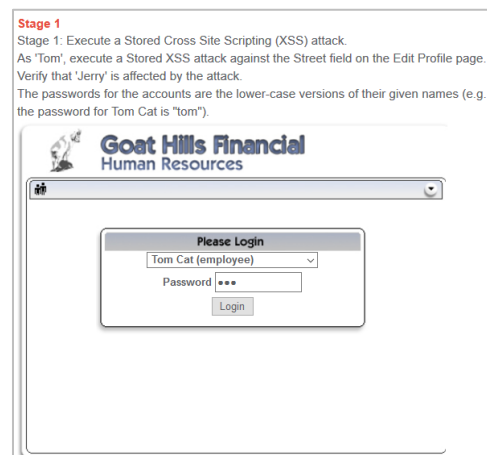 Stage 1
Stage 1: Execute a Stored Cross Site Scripting (XSS) attack.
As 'Tom', execute a Stored XSS attack against the Street field on the Edit Profile page.
Verify that 'Jerry' is affected by the attack.
The passwords for the accounts are the lower-case versions of their given names (e.g.
the password for Tom Cat is "tom").
Goat Hills Financial
Human Resources
Please Login
Tom Cat (employee)
Password
Login